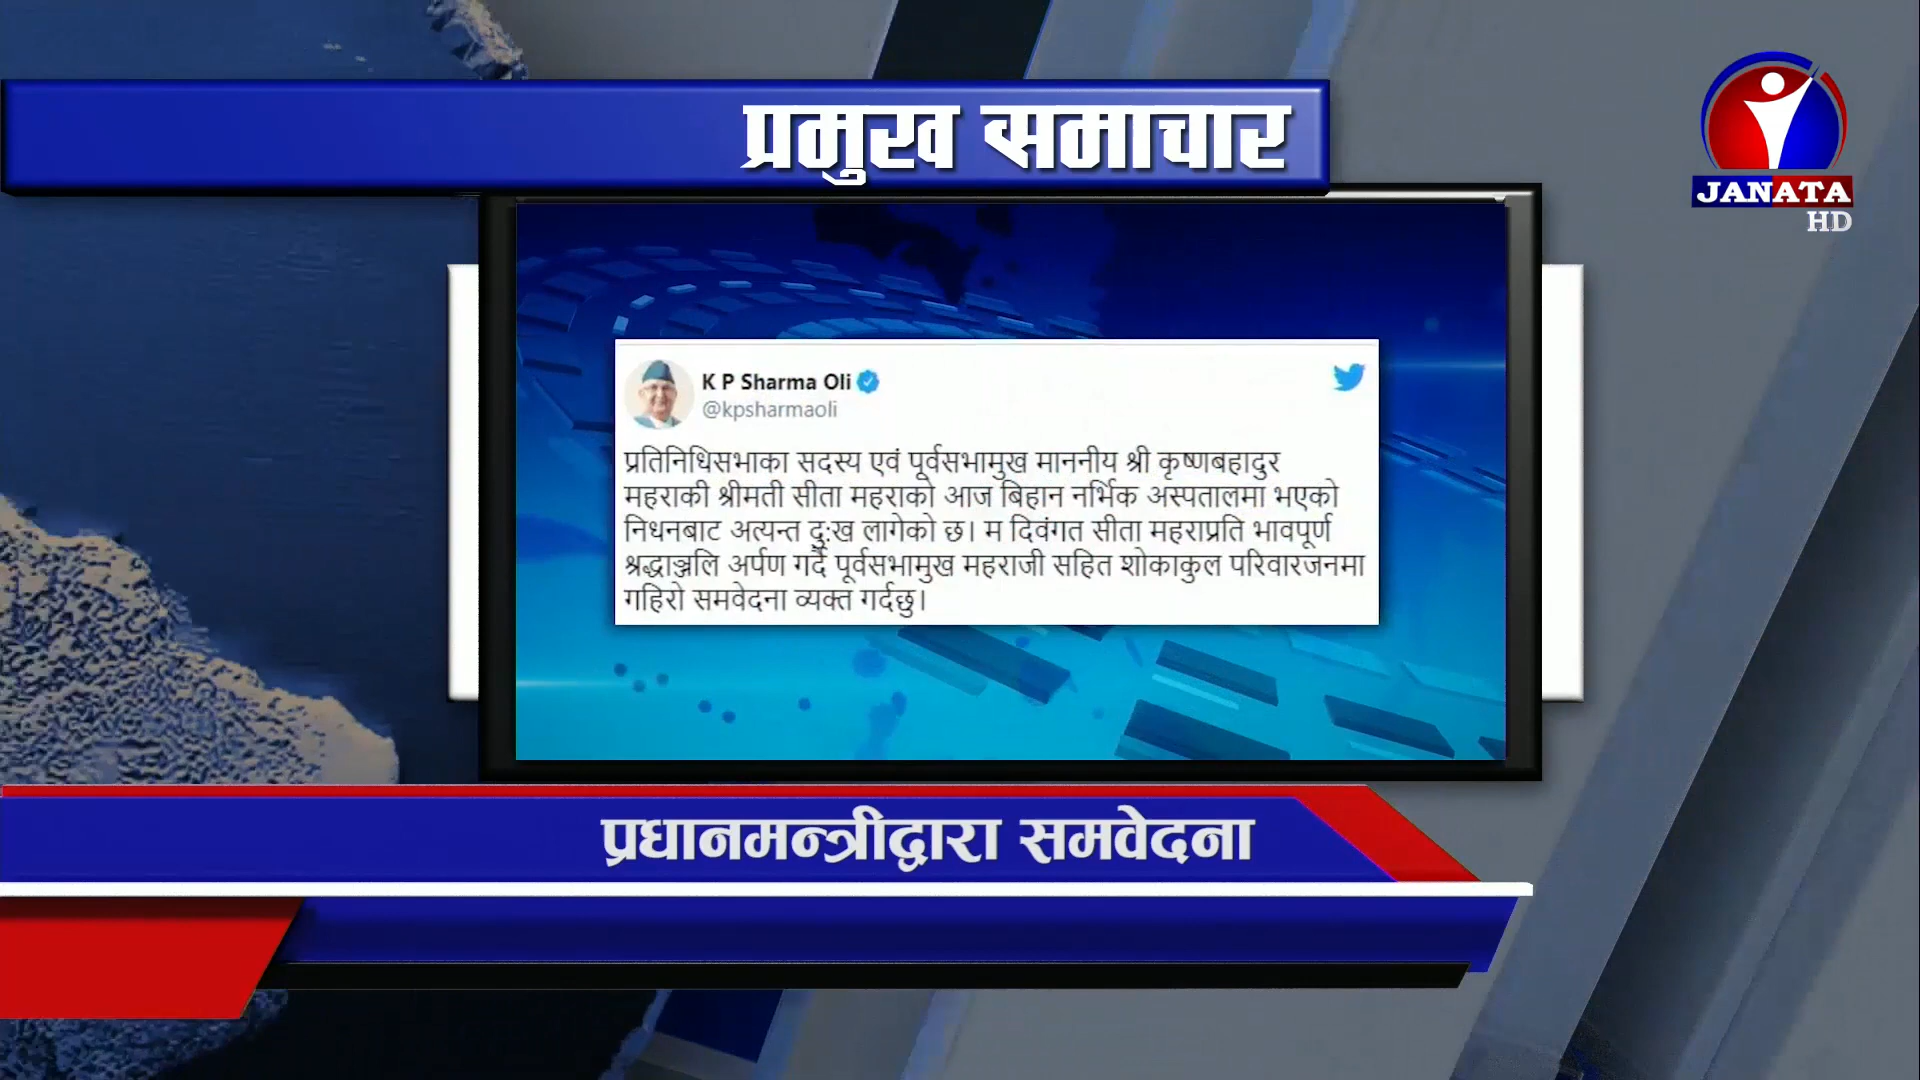 प्रमुख समाचार
JANATA
HD
K P Sharma Oli
@kpsharmaoli
प्रतिनिधिसभाका सदस्य एवं पूर्वसभामुख माननीय श्री कृष्णबहादुर
महराकी श्रीमती सीता महराको आज बिहान नर्भिक अस्पतालमा भएको
निधनबाट अत्यन्त दुःख लागेको छ। म दिवंगत सीता महराप्रति भावपूर्ण
श्रद्धाञ्जलि अर्पण गर्दै पूर्वसभामुख महराजी सहित शोकाकुल परिवारजनमा
गहिरो समवेदना व्यक्त गर्दछु।
प्रधानमन्त्रीद्वारा समवेदना